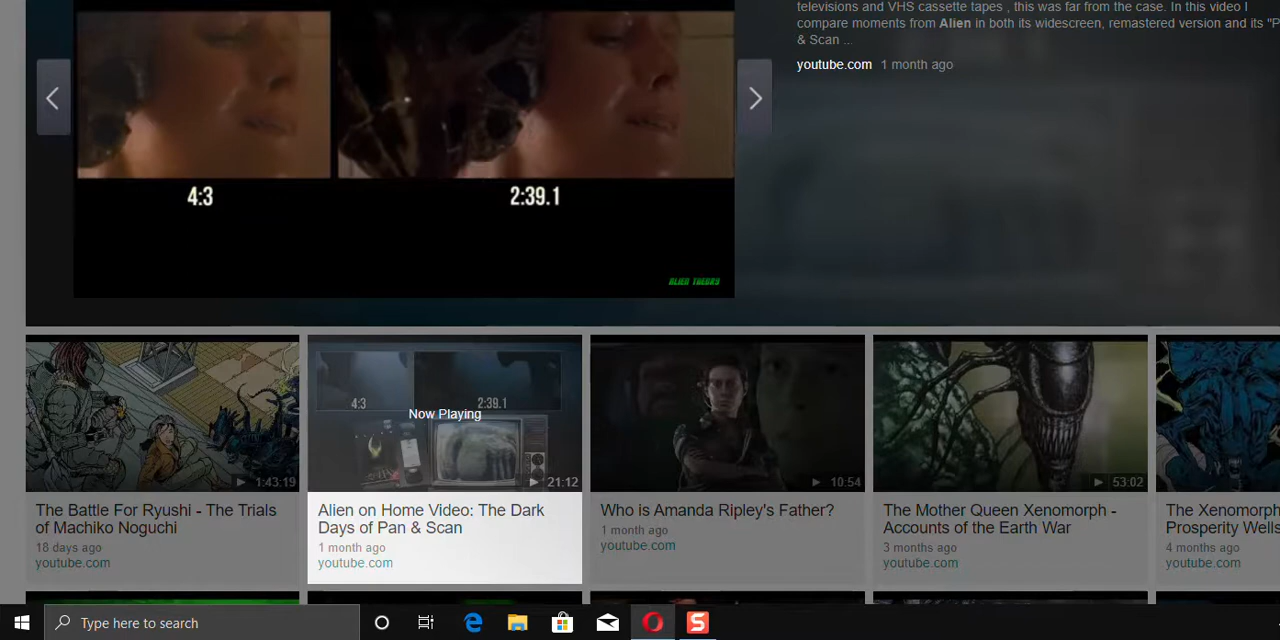 televisions and VHS cassette tapes , this was far from the case. In this video I
compare moments from Alien in both its widescreen, remastered version and its "P
& Scan ...
youtube.com 1 month ago
4:3
2:39.1
ALIEN THEORY
4:3
2:39.1
Now Playing
1:43:19
21:12
10:54
53:02
The Battle For Ryushi - The Trials
of Machiko Noguchi
18 days ago
youtube.com
Alien on Home Video: The Dark
Days of Pan & Scan
1 month ago
youtube.com
Who is Amanda Ripley's Father?
1 month ago
youtube.com
The Mother Queen Xenomorph -
Accounts of the Earth War
3 months ago
youtube.com
The Xenomorph
Prosperity Wells
4 months ago
youtube.com
Type here to search